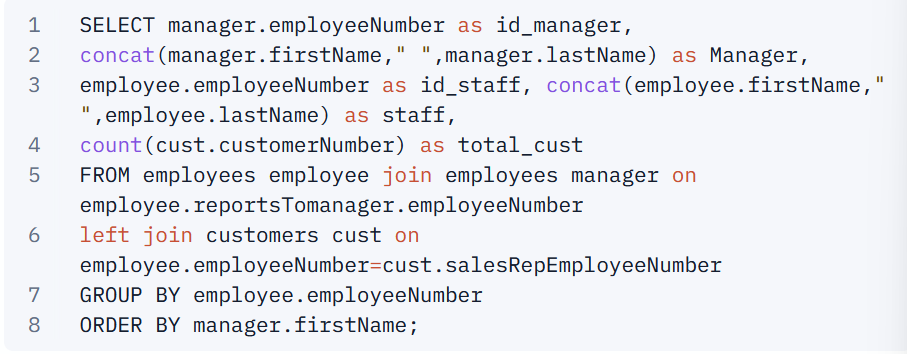 1 SELECT manager.employeeNumber as id_manager,
2 concat(manager.firstName," ",manager.lastName) as Manager,
3 employee.employeeNumber as id_staff, concat(employee.firstName,"
",employee.lastName) as staff,
4 count(cust.customerNumber) as total_cust
5 FROM employees employee join employees manager on
employee.reportsTomanager.employeeNumber
6 left join customers cust on
employee.employeeNumber=cust.salesRepEmployeeNumber
7 GROUP BY employee.employeeNumber
8 ORDER BY manager.firstName;